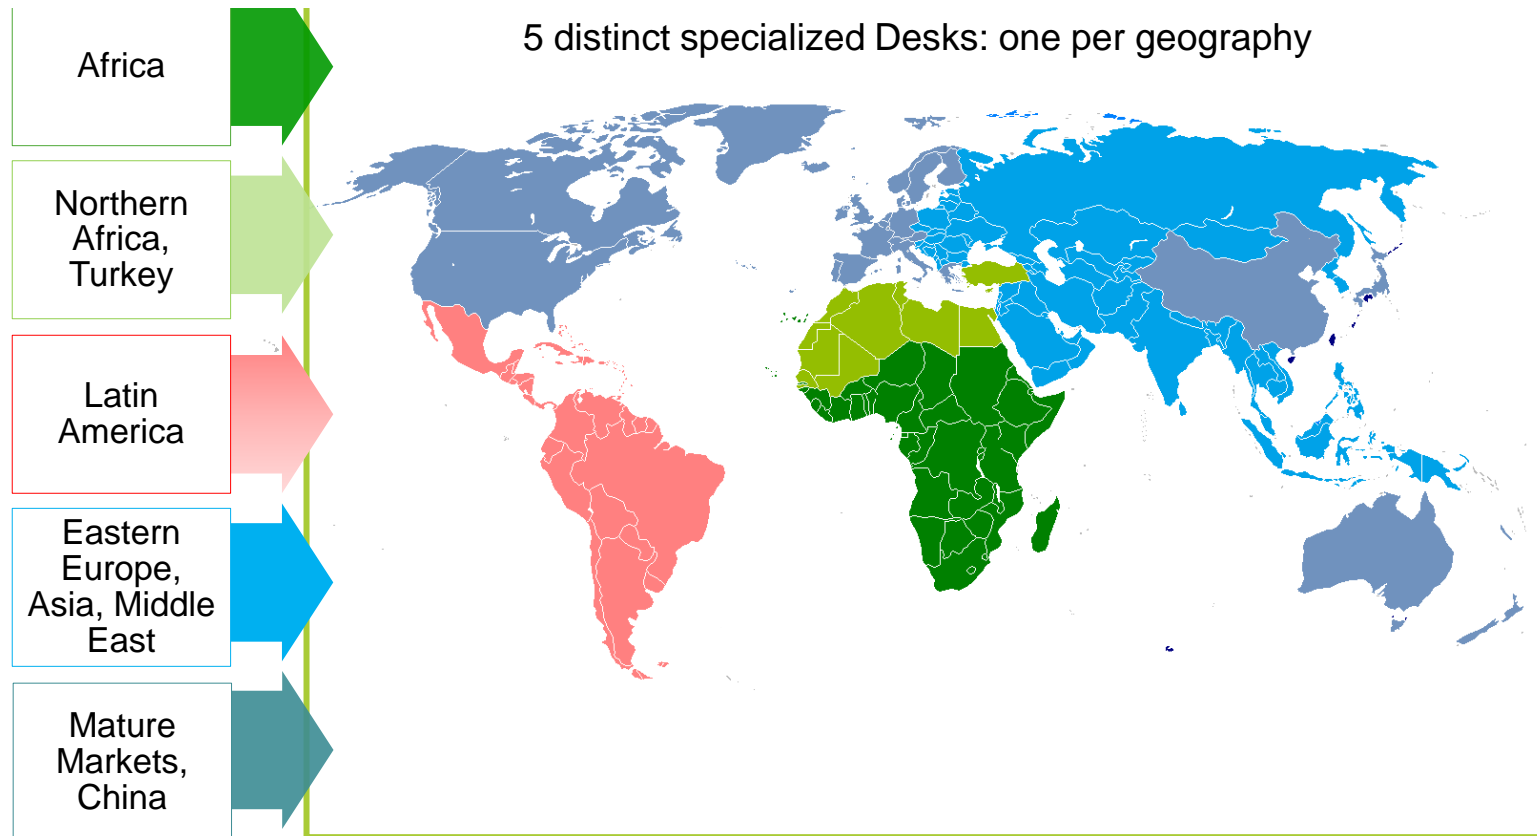 5 distinct specialized Desks: one per geography
Africa
Northern
Africa,
Turkey
Latin
America
Eastern
Europe,
Asia, Middle
East
Mature
Markets,
China